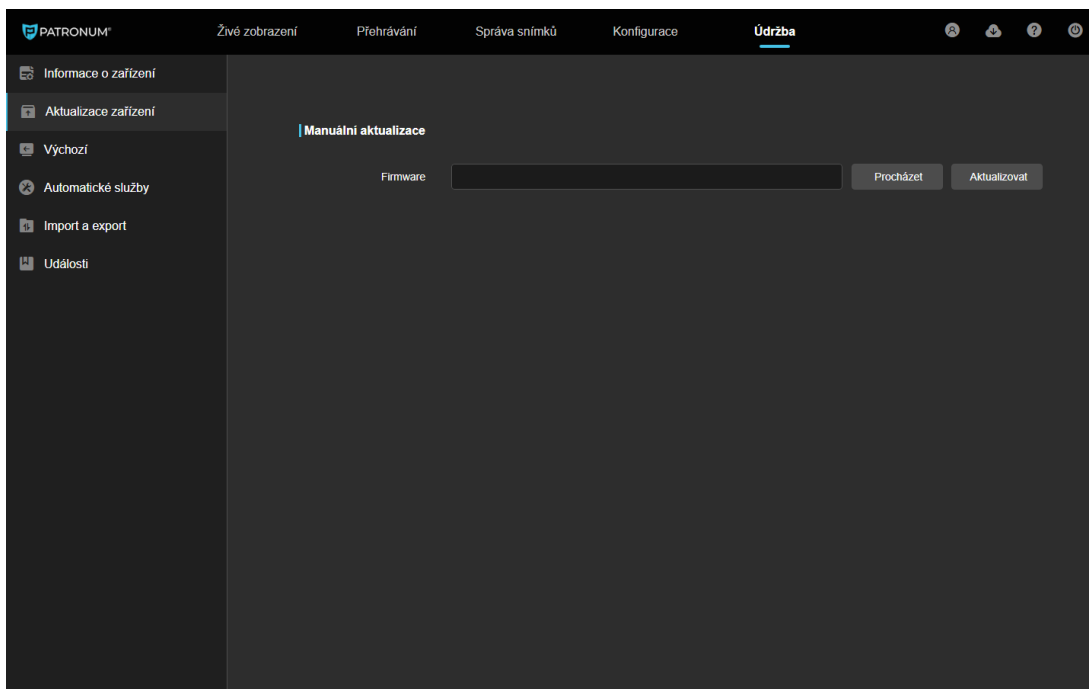 PATRONUM®
Živé zobrazení Přehrávání Správa snímků Konfigurace Údržba
Informace o zařízení
Aktualizace zařízení
Výchozí
Automatické služby
Import a export
Události
Manuální aktualizace
Firmware Procházet Aktualizovat